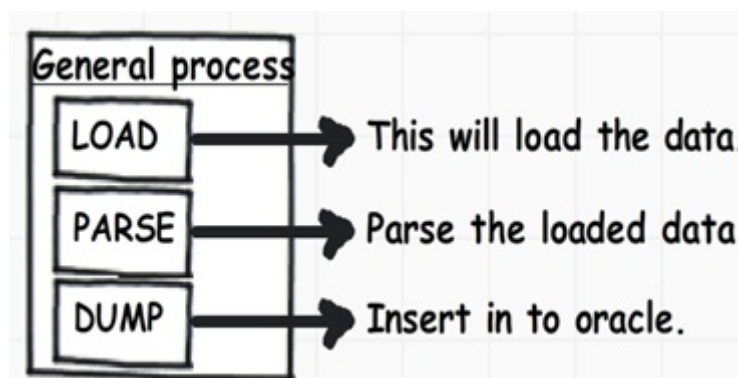 General process
LOAD
This will load the data.
PARSE
Parse the loaded data
DUMP
Insert in to oracle.